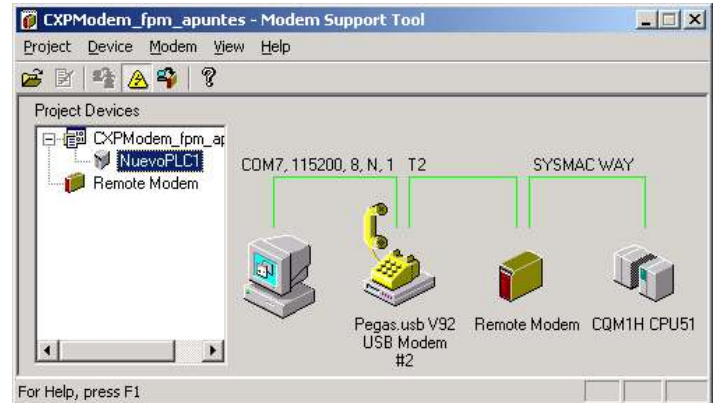 CXPModem_fpm_apuntes - Modem Support Tool
Project Device Modem View Help
Project Devices
CXPModem_fpm_ap
NuevoPLC1
Remote Modem
COM7, 115200, 8, N, 1 T2 SYSMAC WAY
Pegas.usb V92
USB Modem
#2
Remote Modem
CQM1H CPU51
For Help, press F1